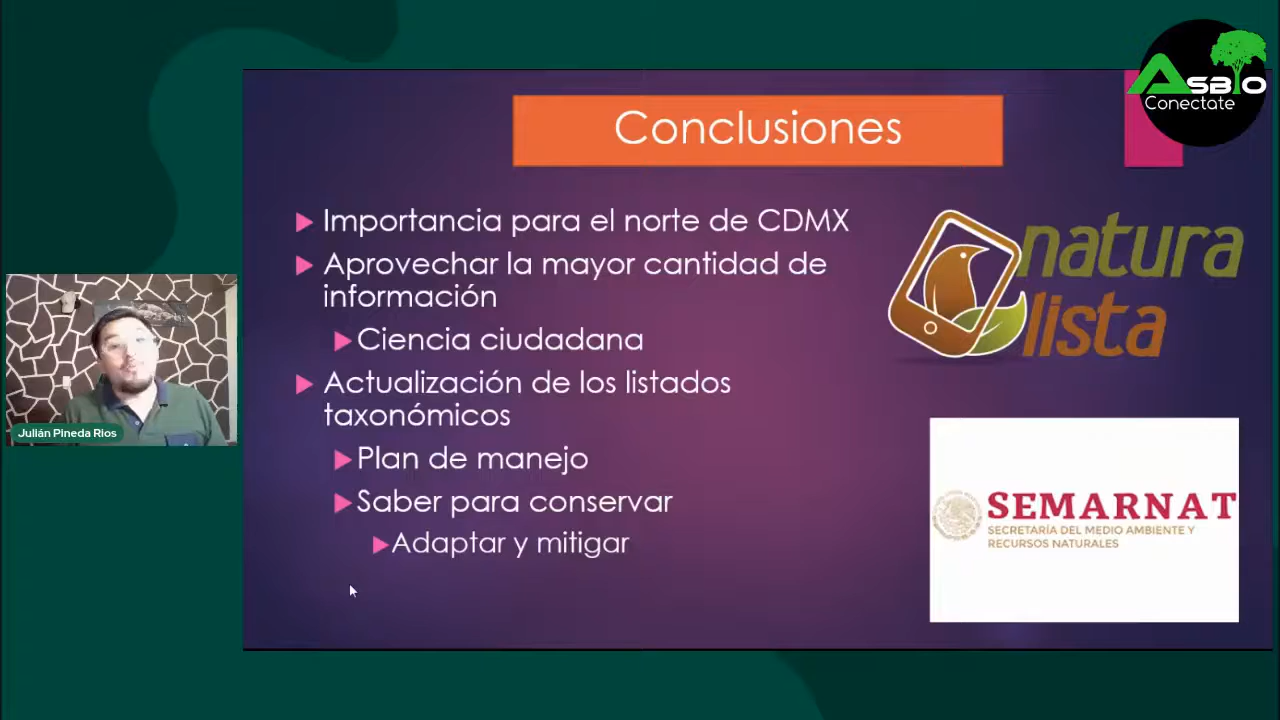 ASBIO
Conectate
Conclusiones
Importancia para el norte de CDMX
Aprovechar la mayor cantidad de
información
Ciencia ciudadana
Actualización de los listados
taxonómicos
Plan de manejo
Saber para conservar
Adaptar y mitigar
natura
lista
SEMARNAT
SECRETARÍA DEL MEDIO AMBIENTE Y
RECURSOS NATURALES
Julián Pineda Rios